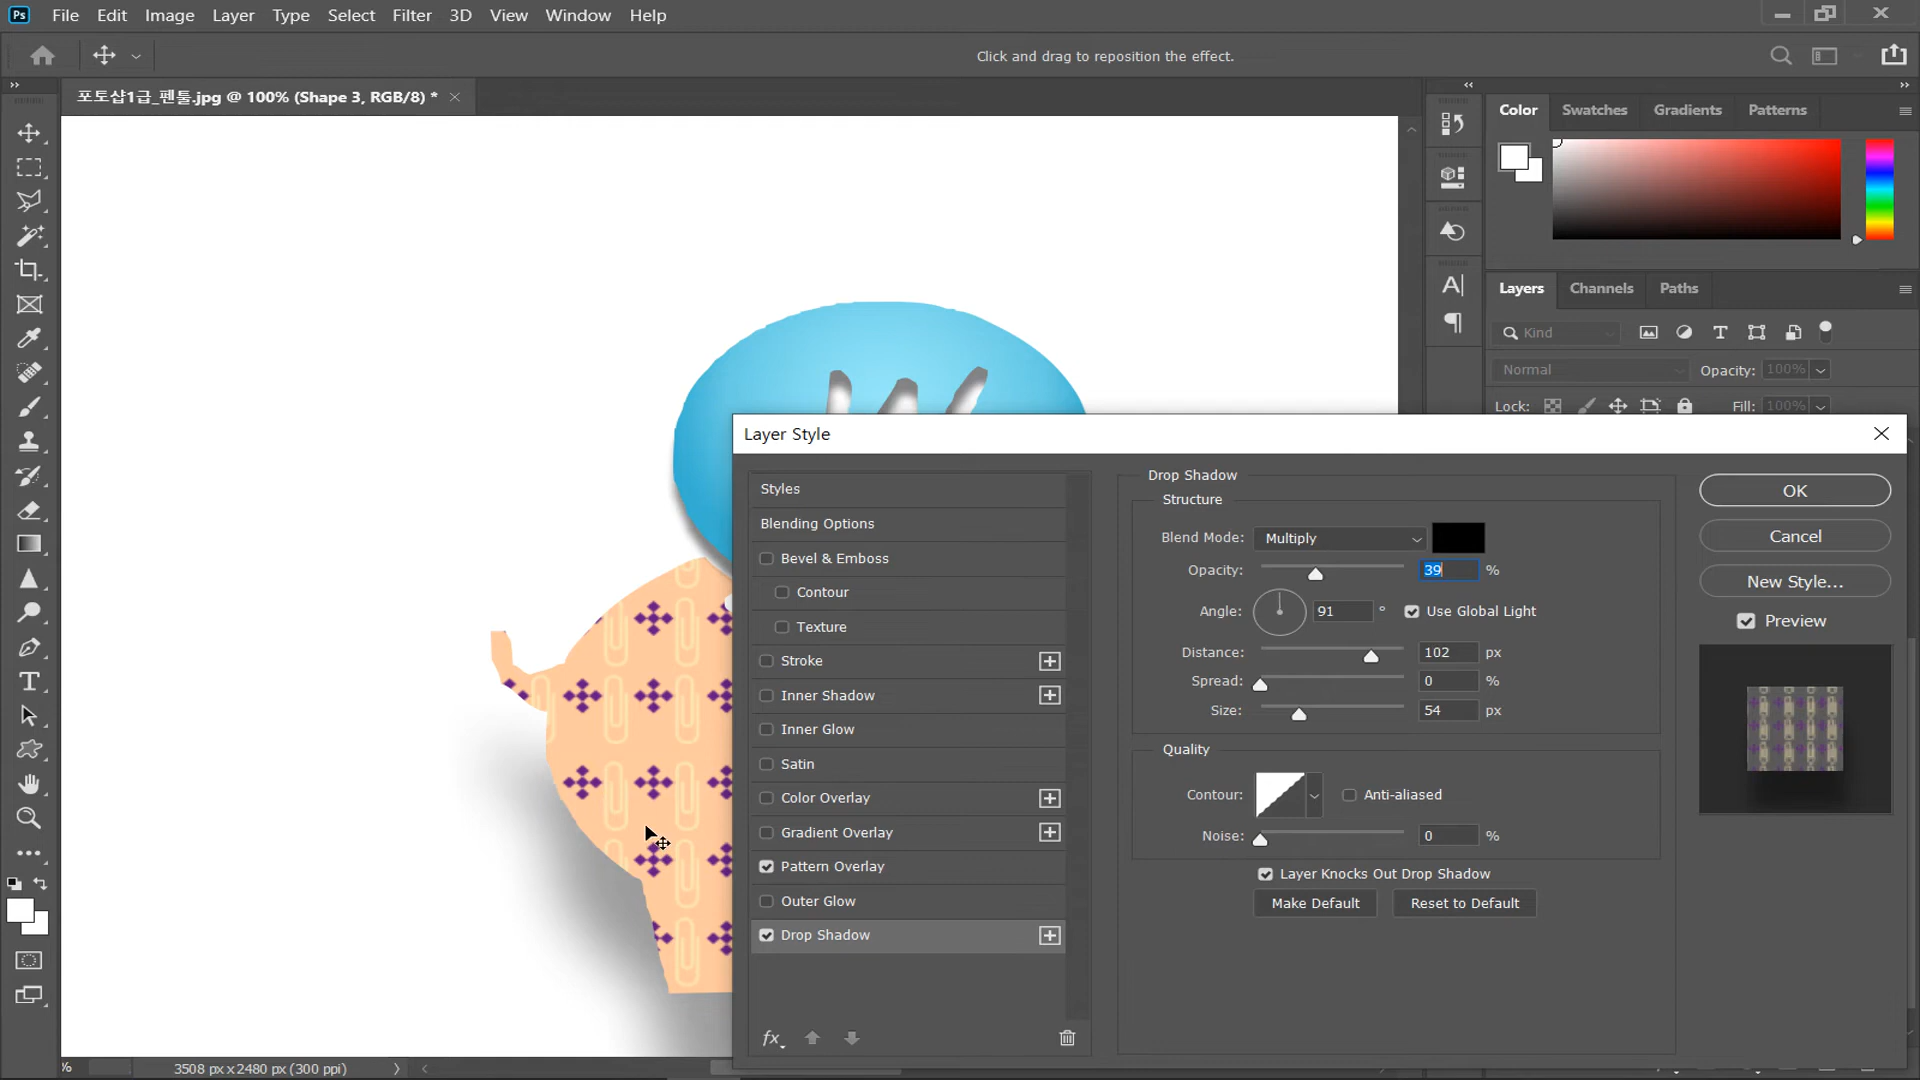 Ps File Edit Image Layer Type Select Filter 3D View Window Help
Click and drag to reposition the effect.
포토샵1급_펜툴.jpg @ 100% (Shape 3, RGB/8) *
Color Swatches Gradients Patterns
Layers Channels Paths
Kind
Normal Opacity: 100%
Lock: Fill: 100%
Layer Style
Styles
Blending Options
Bevel & Emboss
Contour
Texture
Stroke
Inner Shadow
Inner Glow
Satin
Color Overlay
Gradient Overlay
Pattern Overlay
Outer Glow
Drop Shadow
fx
Drop Shadow
Structure
Blend Mode: Multiply
Opacity: 39 %
Angle: 91 ° Use Global Light
Distance: 102 px
Spread: 0 %
Size: 54 px
Quality
Contour: Anti-aliased
Noise: 0 %
Layer Knocks Out Drop Shadow
Make Default Reset to Default
OK
Cancel
New Style...
Preview
% 3508 px x 2480 px (300 ppi)